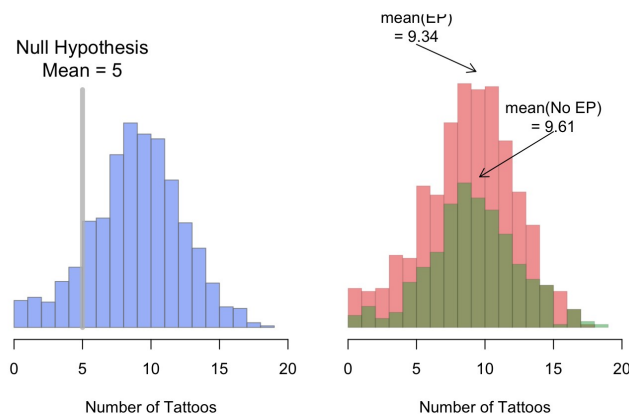 Null Hypothesis
Mean = 5
0 5 10 15 20
Number of Tattoos
mean(EP)
= 9.34
mean(No EP)
= 9.61
0 5 10 15 20
Number of Tattoos